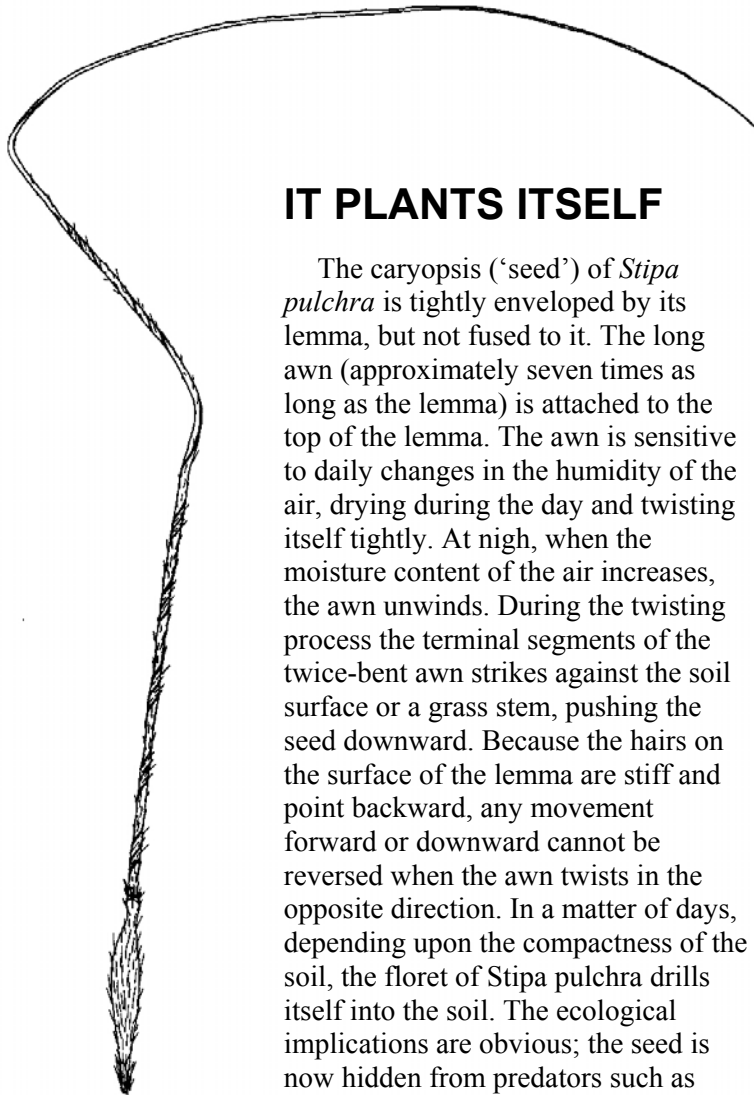 IT PLANTS ITSELF
The caryopsis (‘seed’) of Stipa
pulchra is tightly enveloped by its
lemma, but not fused to it. The long
awn (approximately seven times as
long as the lemma) is attached to the
top of the lemma. The awn is sensitive
to daily changes in the humidity of the
air, drying during the day and twisting
itself tightly. At nigh, when the
moisture content of the air increases,
the awn unwinds. During the twisting
process the terminal segments of the
twice-bent awn strikes against the soil
surface or a grass stem, pushing the
seed downward. Because the hairs on
the surface of the lemma are stiff and
point backward, any movement
forward or downward cannot be
reversed when the awn twists in the
opposite direction. In a matter of days,
depending upon the compactness of the
soil, the floret of Stipa pulchra drills
itself into the soil. The ecological
implications are obvious; the seed is
now hidden from predators such as